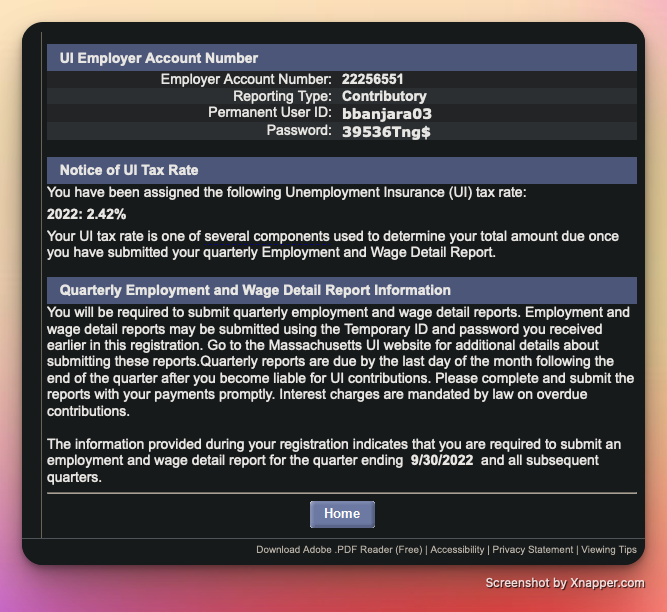 UI Employer Account Number
Employer Account Number: 22256551
Reporting Type: Contributory
Permanent User ID: bbanjara03
Password: 39536Tng$
Notice of UI Tax Rate
You have been assigned the following Unemployment Insurance (UI) tax rate:
2022: 2.42%
Your UI tax rate is one of several components used to determine your total amount due once
you have submitted your quarterly Employment and Wage Detail Report.
Quarterly Employment and Wage Detail Report Information
You will be required to submit quarterly employment and wage detail reports. Employment and
wage detail reports may be submitted using the Temporary ID and password you received
earlier in this registration. Go to the Massachusetts UI website for additional details about
submitting these reports.Quarterly reports are due by the last day of the month following the
end of the quarter after you become liable for UI contributions. Please complete and submit the
reports with your payments promptly. Interest charges are mandated by law on overdue
contributions.
The information provided during your registration indicates that you are required to submit an
employment and wage detail report for the quarter ending 9/30/2022 and all subsequent
quarters.
Home
Download Adobe .PDF Reader (Free) | Accessibility | Privacy Statement | Viewing Tips
Screenshot by Xnapper.com